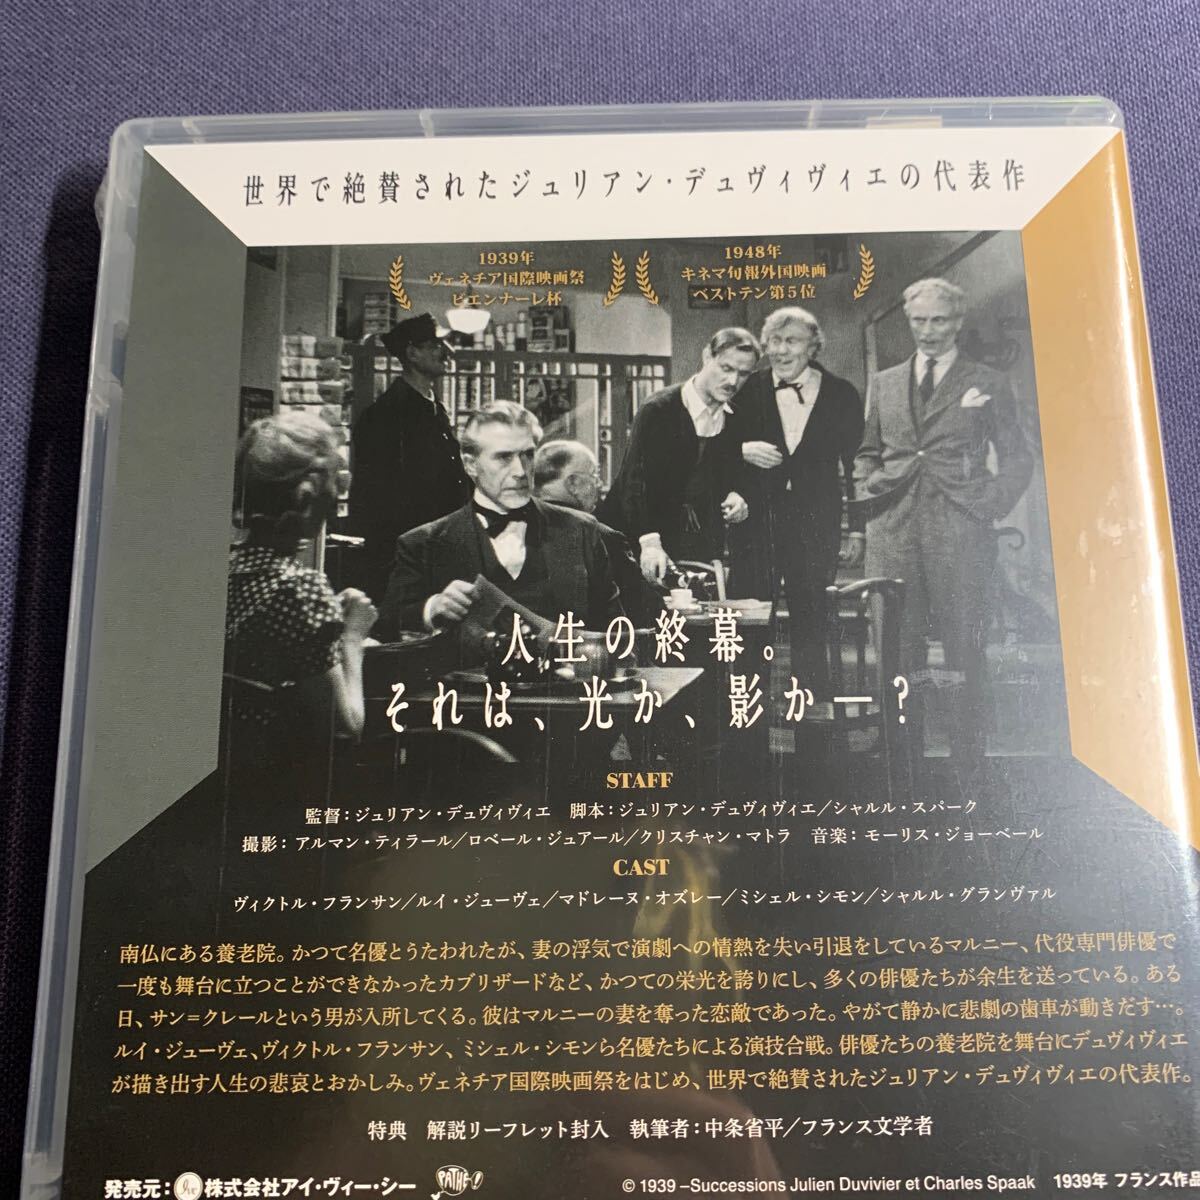 世界で絶賛されたジュリアン・デュヴィヴィエの代表作
1939年
ヴェネチア国際映画祭
ビエンナーレ杯
1948年
キネマ旬報外国映画
ベストテン第5位
人生の終幕。
それは、光か、影か―?
STAFF
監督：ジュリアン・デュヴィヴィエ　脚本：ジュリアン・デュヴィヴィエ／シャルル・スパーク
撮影：アルマン・ティラール／ロベール・ジュアール／クリスチャン・マトラ　音楽：モーリス・ジョーベール
CAST
ヴィクトル・フランサン／ルイ・ジューヴェ／マドレーヌ・オズレー／ミシェル・シモン／シャルル・グランヴァル
南仏にある養老院。かつて名優とうたわれたが、妻の浮気で演劇への情熱を失い引退をしているマルニー、代役専門俳優で
一度も舞台に立つことができなかったカブリザードなど、かつての栄光を誇りにし、多くの俳優たちが余生を送っている。ある
日、サン＝クレールという男が入所してくる。彼はマルニーの妻を奪った恋敵であった。やがて静かに悲劇の歯車が動きだす…。
ルイ・ジューヴェ、ヴィクトル・フランサン、ミシェル・シモンら名優たちによる演技合戦。俳優たちの養老院を舞台にデュヴィヴィエ
が描き出す人生の悲哀とおかしみ。ヴェネチア国際映画祭をはじめ、世界で絶賛されたジュリアン・デュヴィヴィエの代表作。
特典　解説リーフレット封入　執筆者：中条省平／フランス文学者
発売元：ivc 株式会社アイ・ヴィー・シー
PATHÉ!
© 1939 –Successions Julien Duvivier et Charles Spaak　1939年 フランス作品